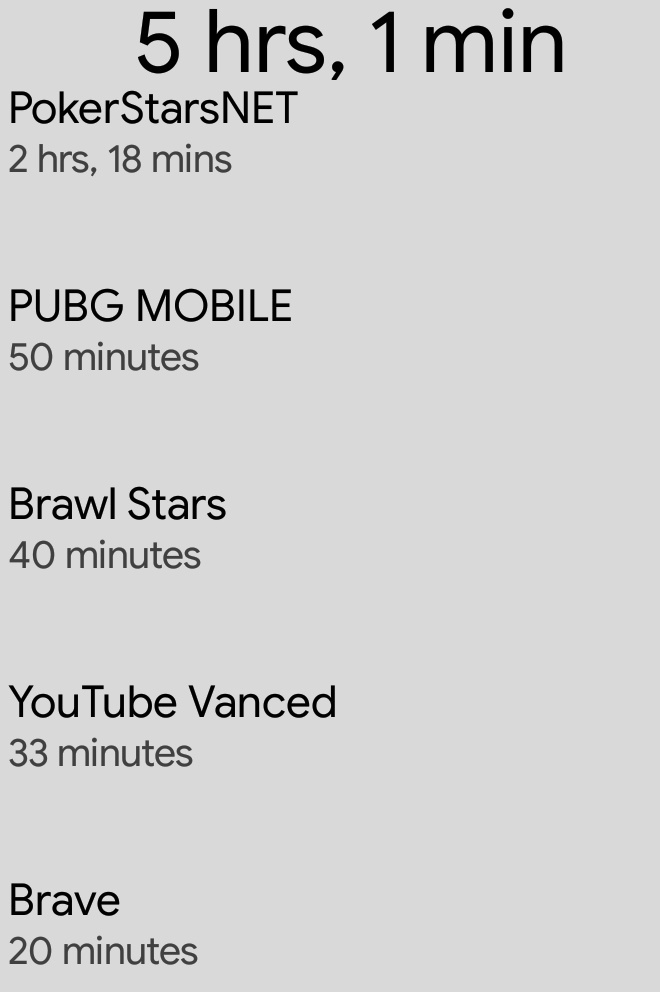 5 hrs, 1 min
PokerStarsNET
2 hrs, 18 mins
PUBG MOBILE
50 minutes
Brawl Stars
40 minutes
YouTube Vanced
33 minutes
Brave
20 minutes